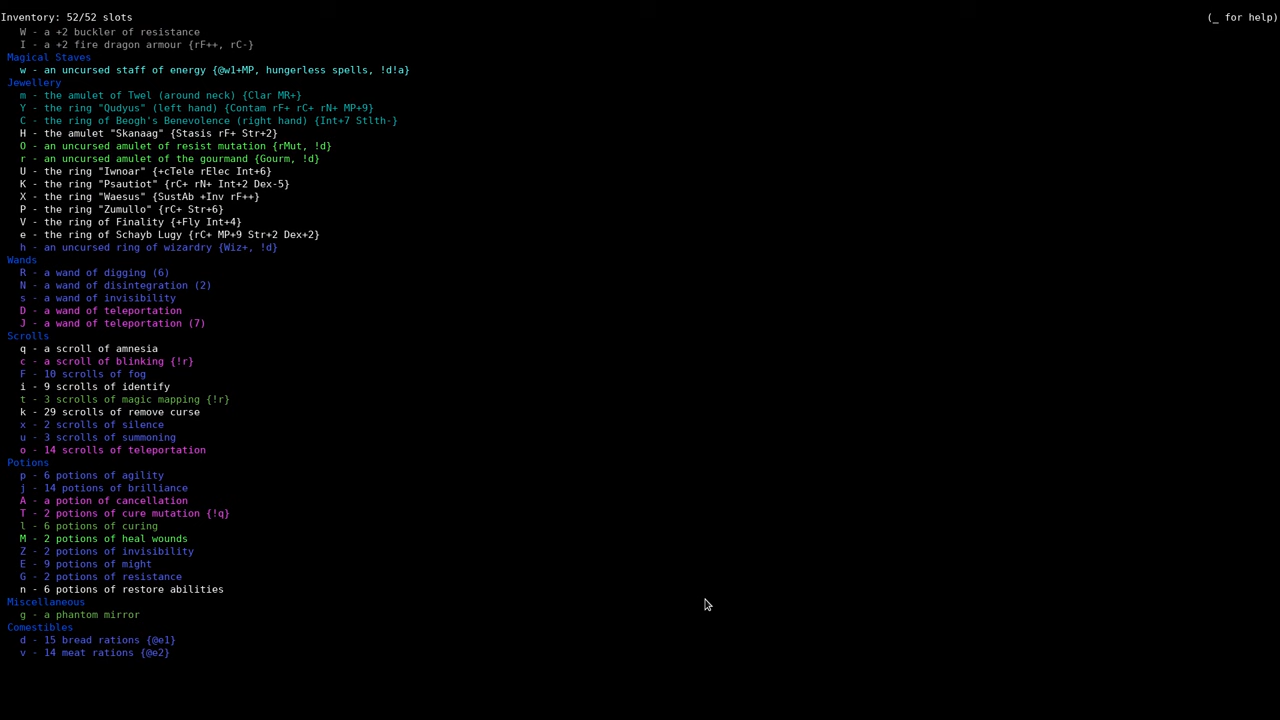 Inventory: 52/52 slots (_ for help)
W - a +2 buckler of resistance
I - a +2 fire dragon armour {rF++, rC-}
Magical Staves
w - an uncursed staff of energy {@w1+MP, hungerless spells, !d!a}
Jewellery
m - the amulet of Twel (around neck) {Clar MR+}
Y - the ring "Qudyus" (left hand) {Contam rF+ rC+ rN+ MP+9}
C - the ring of Beogh's Benevolence (right hand) {Int+7 Stlth-}
H - the amulet "Skanaag" {Stasis rF+ Str+2}
O - an uncursed amulet of resist mutation {rMut, !d}
r - an uncursed amulet of the gourmand {Gourm, !d}
U - the ring "Iwnoar" {+cTele rElec Int+6}
K - the ring "Psautiot" {rC+ rN+ Int+2 Dex-5}
X - the ring "Waesus" {SustAb +Inv rF++}
P - the ring "Zumullo" {rC+ Str+6}
V - the ring of Finality {+Fly Int+4}
e - the ring of Schayb Lugy {rC+ MP+9 Str+2 Dex+2}
h - an uncursed ring of wizardry {Wiz+, !d}
Wands
R - a wand of digging (6)
N - a wand of disintegration (2)
s - a wand of invisibility
D - a wand of teleportation
J - a wand of teleportation (7)
Scrolls
q - a scroll of amnesia
c - a scroll of blinking {!r}
F - 10 scrolls of fog
i - 9 scrolls of identify
t - 3 scrolls of magic mapping {!r}
k - 29 scrolls of remove curse
x - 2 scrolls of silence
u - 3 scrolls of summoning
o - 14 scrolls of teleportation
Potions
p - 6 potions of agility
j - 14 potions of brilliance
A - a potion of cancellation
T - 2 potions of cure mutation {!q}
l - 6 potions of curing
M - 2 potions of heal wounds
Z - 2 potions of invisibility
E - 9 potions of might
G - 2 potions of resistance
n - 6 potions of restore abilities
Miscellaneous
g - a phantom mirror
Comestibles
d - 15 bread rations {@e1}
v - 14 meat rations {@e2}